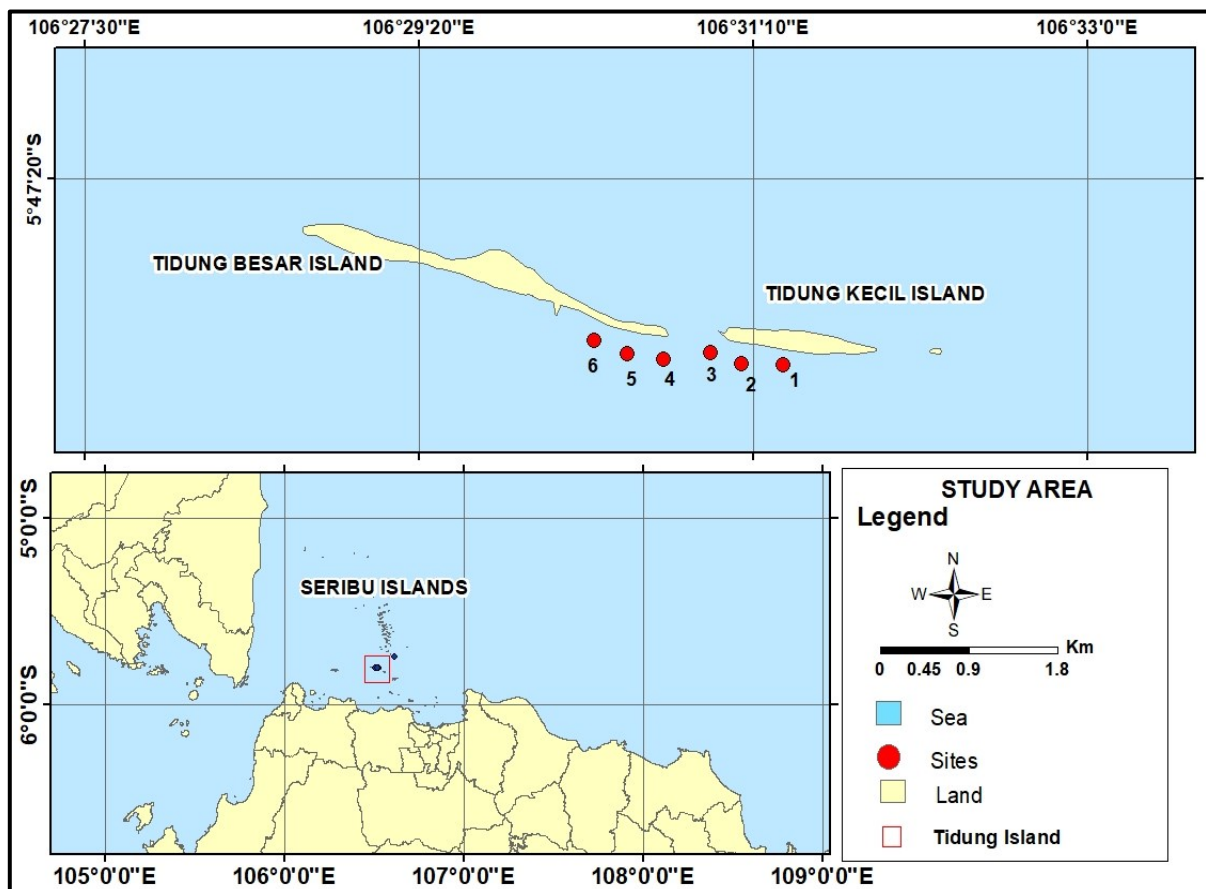 106°27'30"E 106°29'20"E 106°31'10"E 106°33'0"E
5°47'20"S
TIDUNG BESAR ISLAND
TIDUNG KECIL ISLAND
6 5 4 3 2 1
5°0'0"S
SERIBU ISLANDS
6°0'0"S
105°0'0"E 106°0'0"E 107°0'0"E 108°0'0"E 109°0'0"E
STUDY AREA
Legend
N
W E
S
Km
0 0.45 0.9 1.8
Sea
Sites
Land
Tidung Island